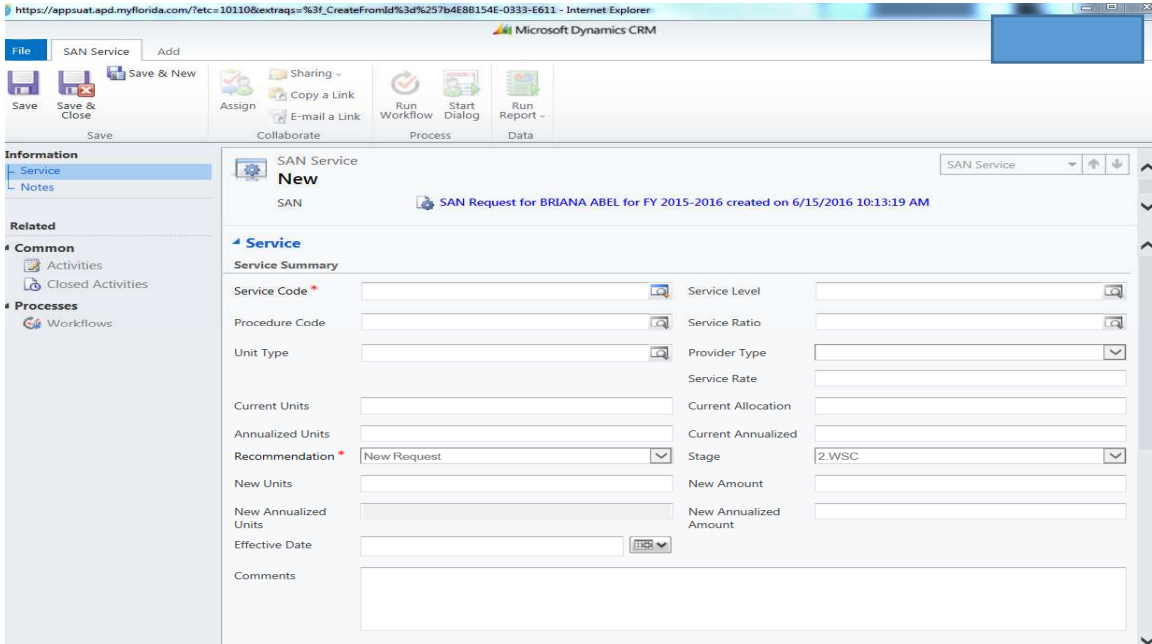 https://appsuat.apd.myflorida.com/?etc=10110&extraqs=%3f_CreateFromId%3d%257b4E8B154E-0333-E611 - Internet Explorer
Microsoft Dynamics CRM
File SAN Service Add
Save Save & Close Save & New
Assign Sharing Copy a Link E-mail a Link
Run Workflow Start Dialog Run Report
Save Collaborate Process Data
Information
Service
Notes
Related
Common
Activities
Closed Activities
Processes
Workflows
SAN Service SAN Service
New
SAN SAN Request for BRIANA ABEL for FY 2015-2016 created on 6/15/2016 10:13:19 AM
Service
Service Summary
Service Code * Service Level
Procedure Code Service Ratio
Unit Type Provider Type
Service Rate
Current Units Current Allocation
Annualized Units Current Annualized
Recommendation * New Request Stage 2.WSC
New Units New Amount
New Annualized Units New Annualized Amount
Effective Date
Comments